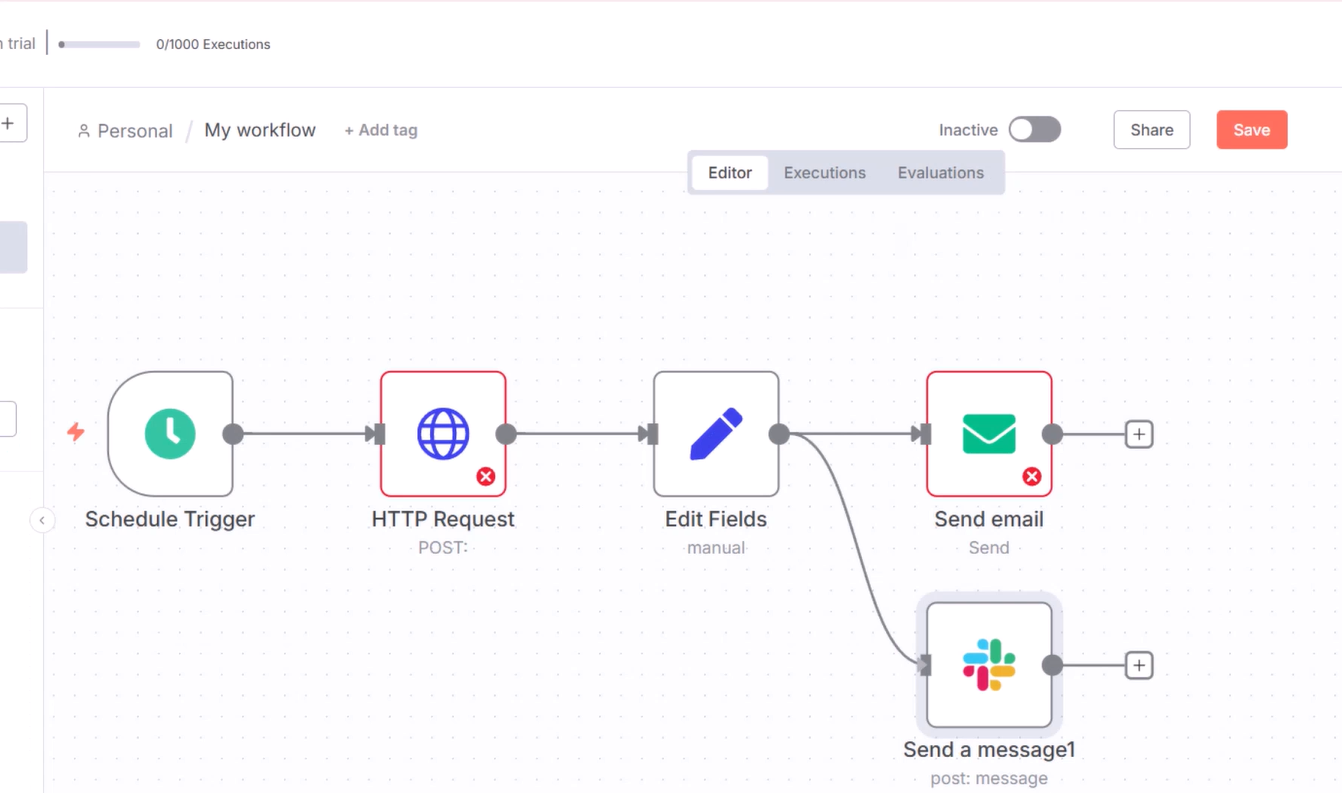 trial
0/1000 Executions
Personal / My workflow + Add tag
Inactive
Share
Save
Editor Executions Evaluations
Schedule Trigger
HTTP Request
POST:
Edit Fields
manual
Send email
Send
Send a message1
post: message